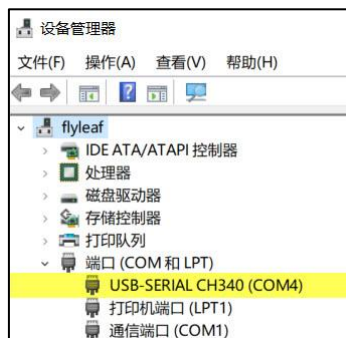 设备管理器
文件(F) 操作(A) 查看(V) 帮助(H)
flyleaf
IDE ATA/ATAPI 控制器
处理器
磁盘驱动器
存储控制器
打印队列
端口 (COM 和 LPT)
USB-SERIAL CH340 (COM4)
打印机端口 (LPT1)
通信端口 (COM1)